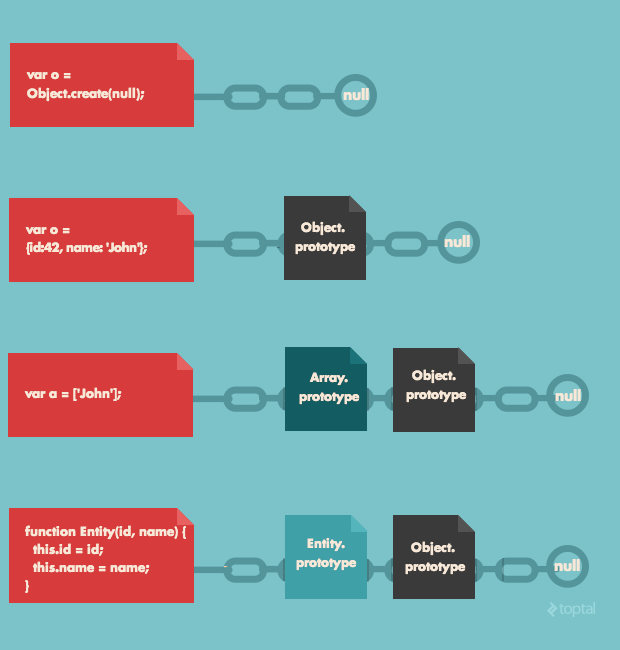 var o =
Object.create(null);
null
var o =
{id:42, name: 'John'};
Object.
prototype
null
var a = ['John'];
Array.
prototype
Object.
prototype
null
function Entity(id, name) {
  this.id = id;
  this.name = name;
}
Entity.
prototype
Object.
prototype
null
toptal